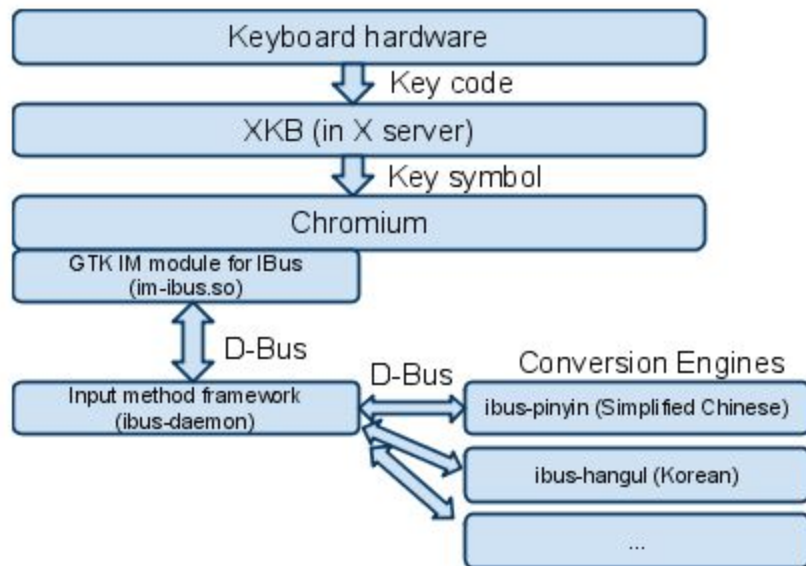 Keyboard hardware
Key code
XKB (in X server)
Key symbol
Chromium
GTK IM module for IBus
(im-ibus.so)
D-Bus
Input method framework
(ibus-daemon)
D-Bus
Conversion Engines
ibus-pinyin (Simplified Chinese)
ibus-hangul (Korean)
...